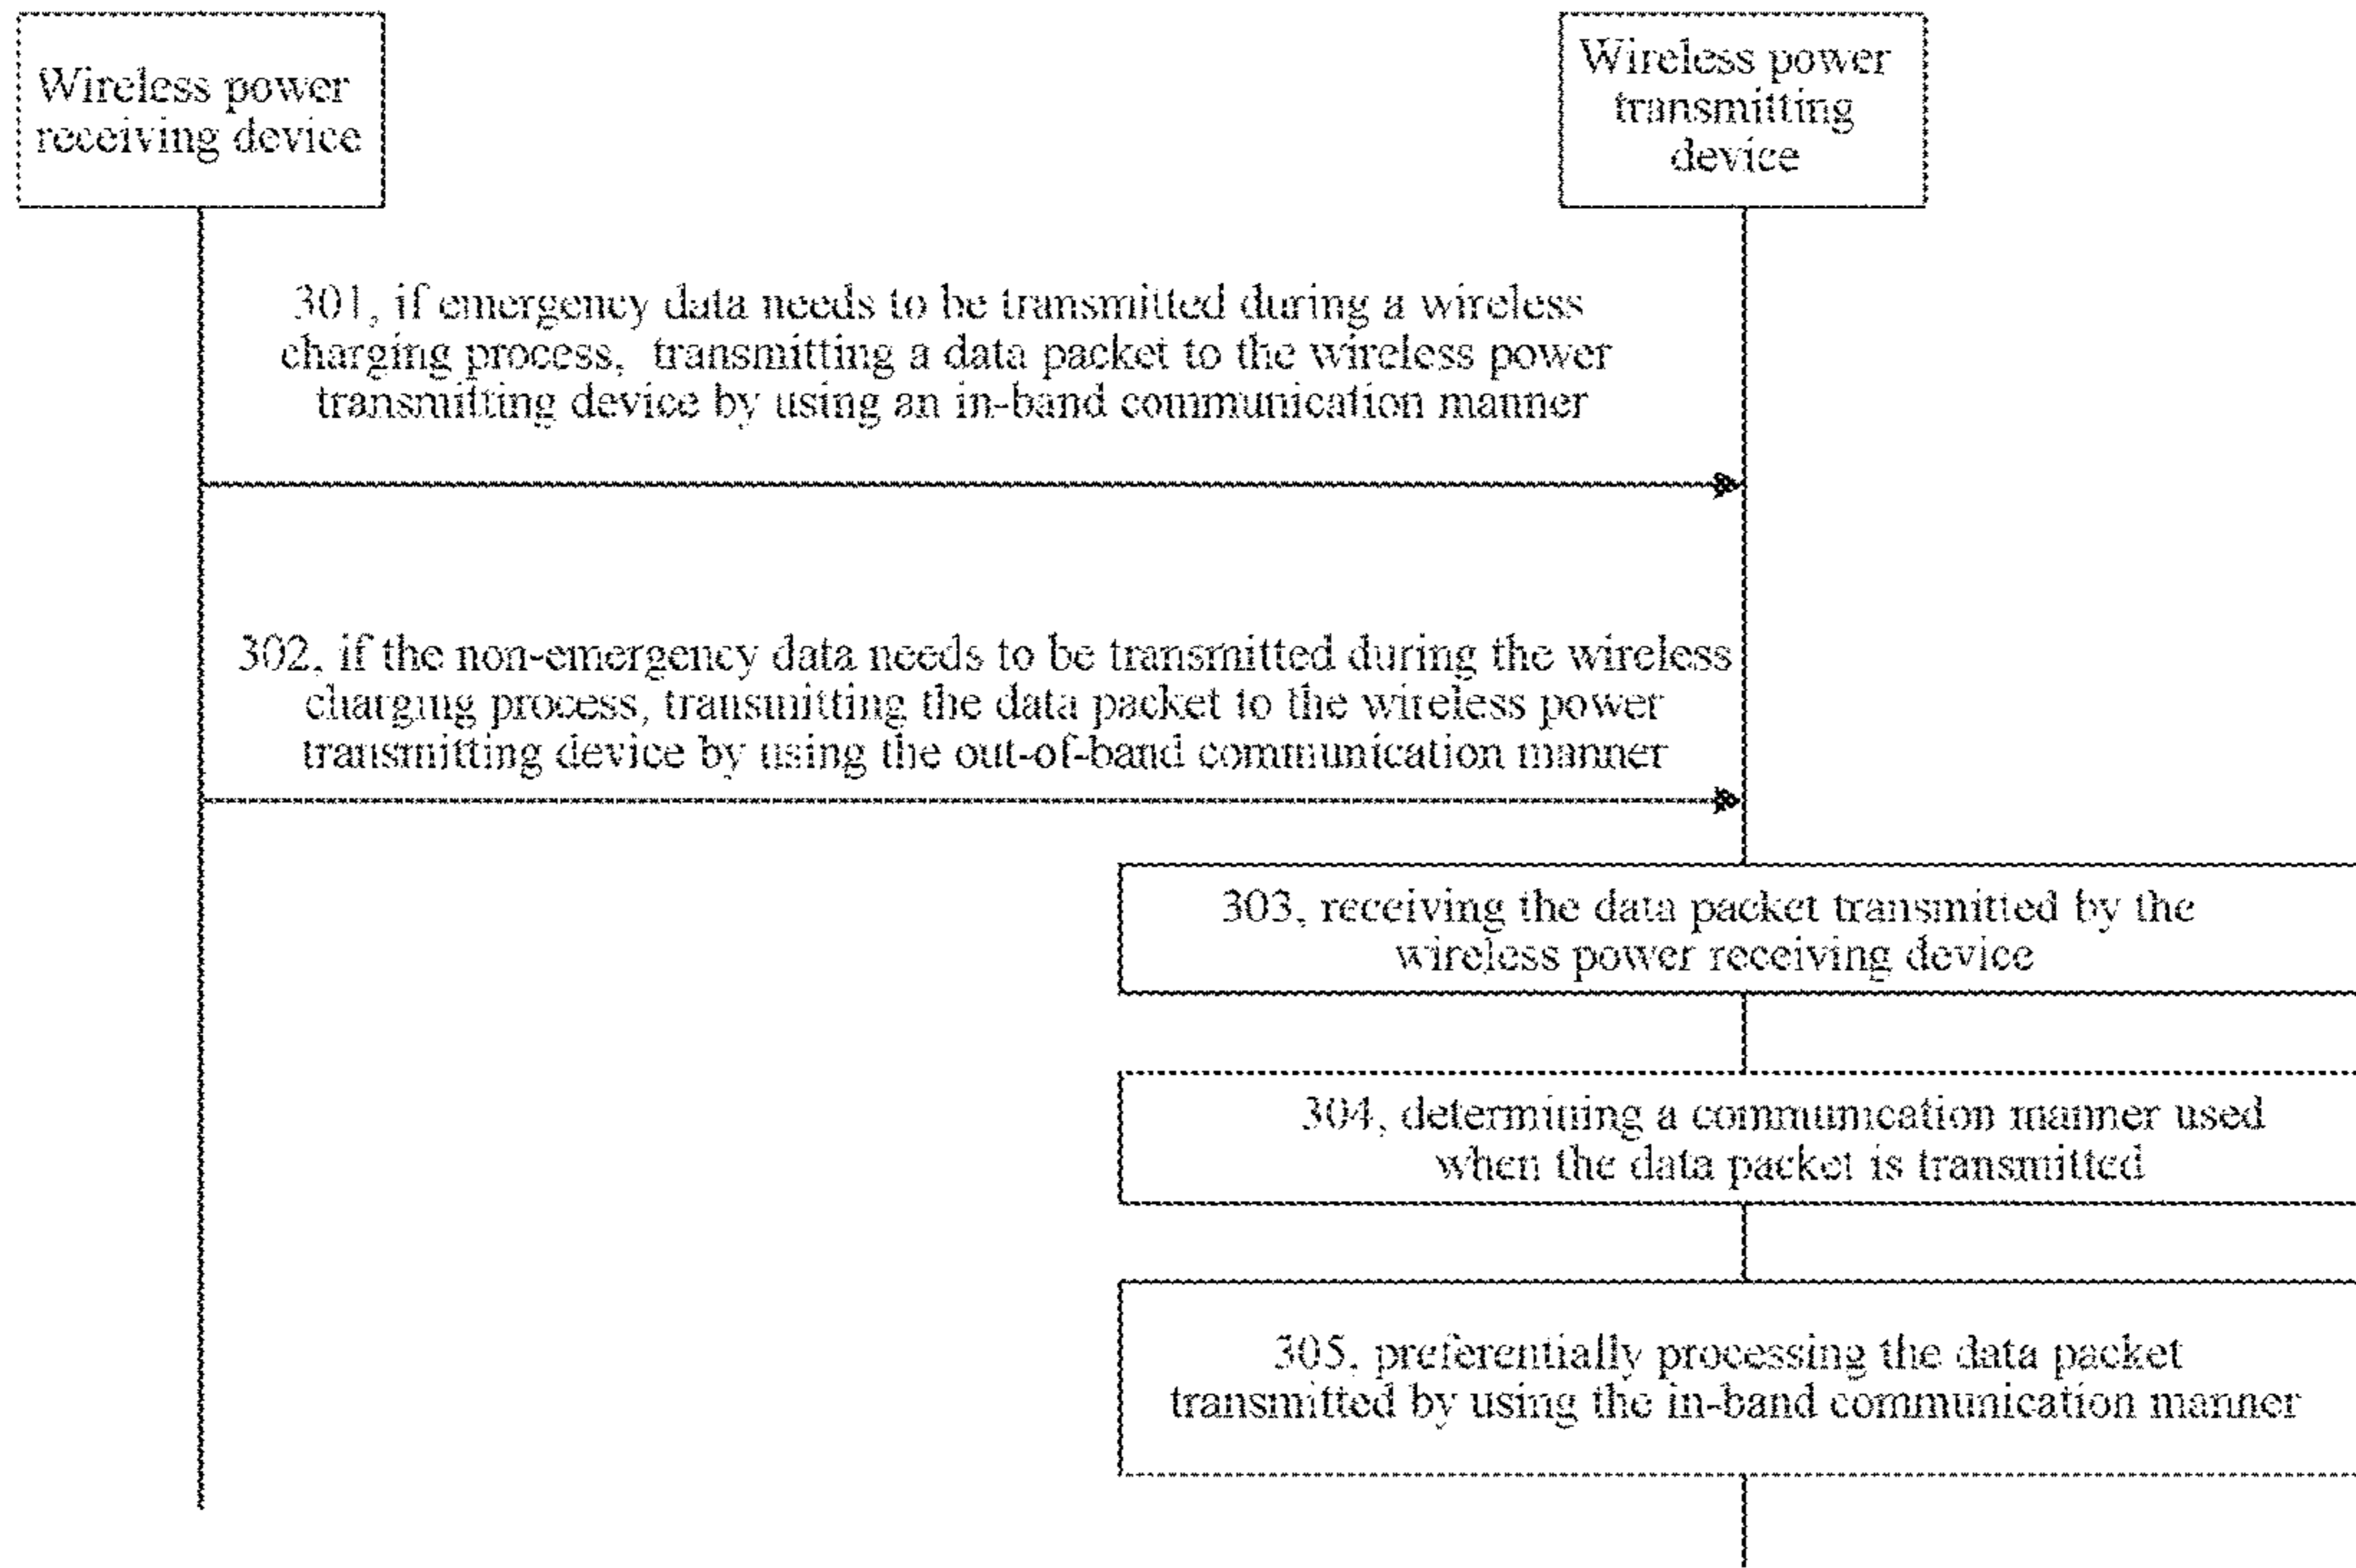 Wireless power
receiving device
Wireless power
transmitting
device
301, if emergency data needs to be transmitted during a wireless
charging process, transmitting a data packet to the wireless power
transmitting device by using an in-band communication manner
302, if the non-emergency data needs to be transmitted during the wireless
charging process, transmitting the data packet to the wireless power
transmitting device by using the out-of-band communication manner
303, receiving the data packet transmitted by the
wireless power receiving device
304, determining a communication manner used
when the data packet is transmitted
305, preferentially processing the data packet
transmitted by using the in-band communication manner